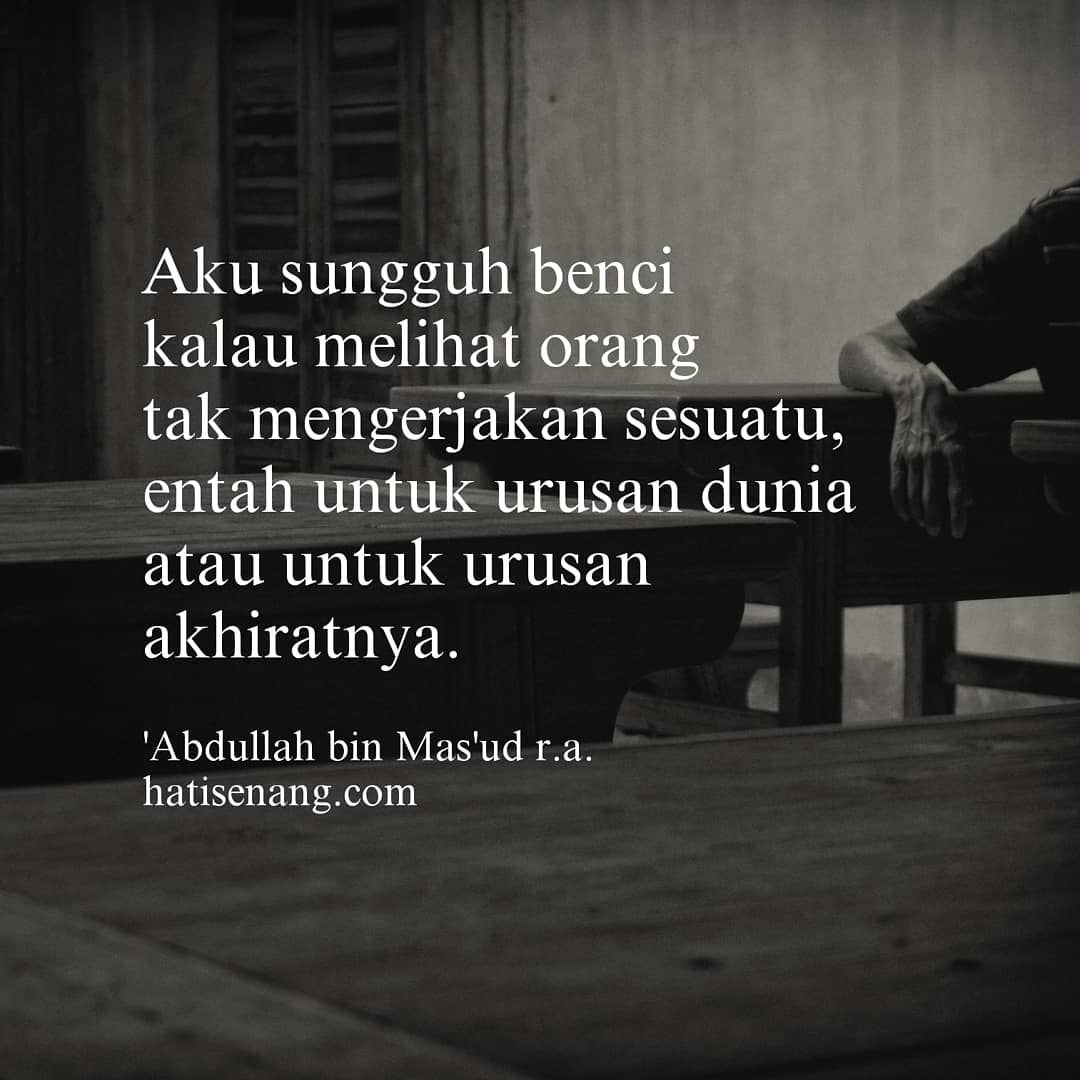 Aku sungguh benci
kalau melihat orang
tak mengerjakan sesuatu,
entah untuk urusan dunia
atau untuk urusan
akhiratnya.
'Abdullah bin Mas'ud r.a.
hatisenang.com